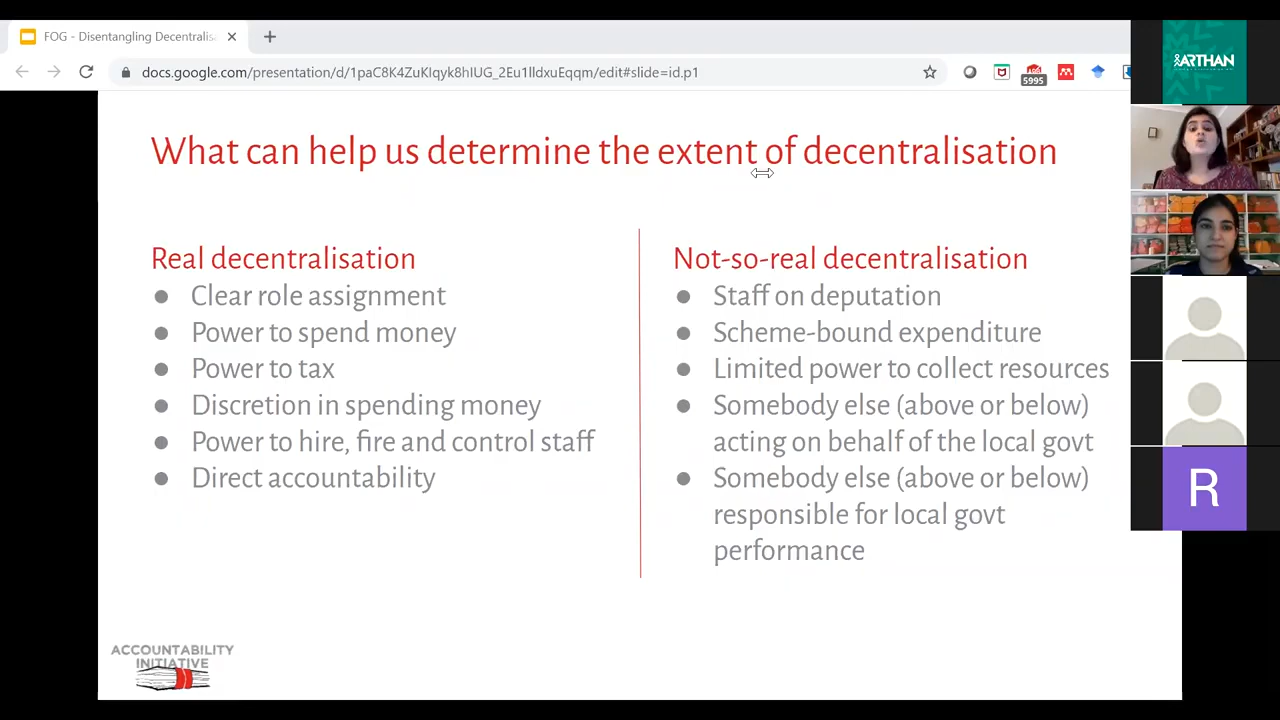 FOG - Disentangling Decentralis
docs.google.com/presentation/d/1paC8K4ZuKIqyk8hIUG_2Eu1IldxuEqqm/edit#slide=id.p1
5995
ARTHAN
What can help us determine the extent of decentralisation
Real decentralisation
Clear role assignment
Power to spend money
Power to tax
Discretion in spending money
Power to hire, fire and control staff
Direct accountability
Not-so-real decentralisation
Staff on deputation
Scheme-bound expenditure
Limited power to collect resources
Somebody else (above or below)
acting on behalf of the local govt
Somebody else (above or below)
responsible for local govt
performance
R
ACCOUNTABILITY
INITIATIVE